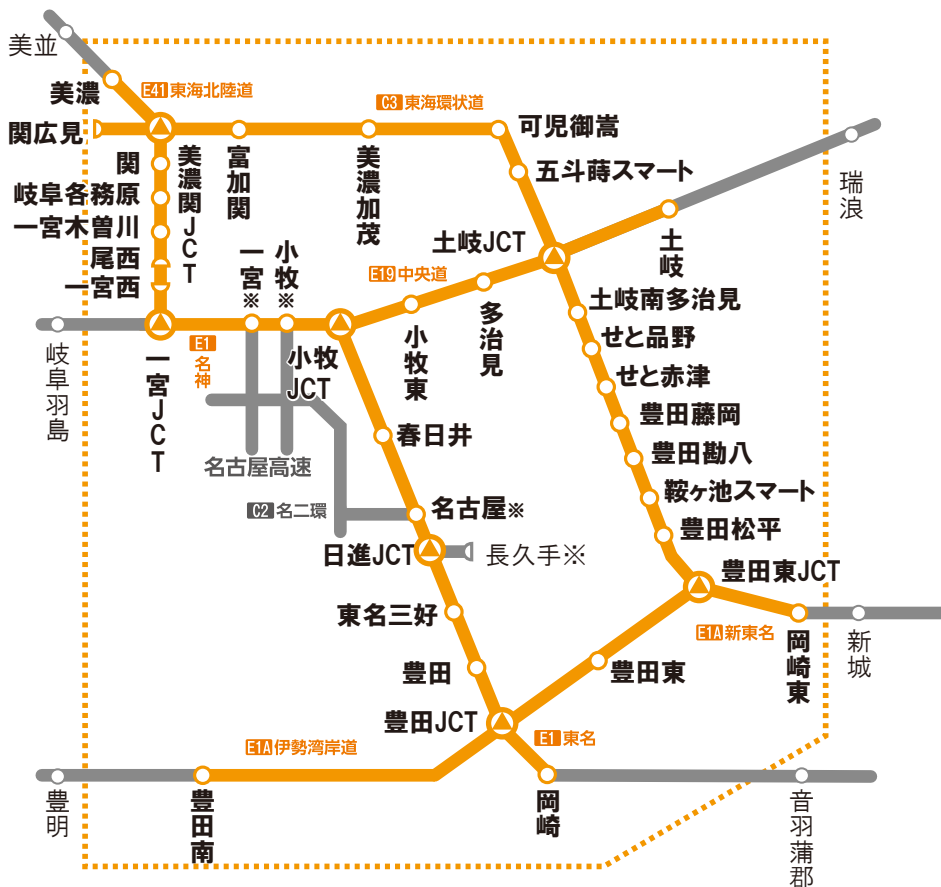 美並
美濃
E41 東海北陸道
C3 東海環状道
関広見
可児御嵩
関
美濃関JCT
富加関
美濃加茂
五斗蒔スマート
瑞浪
岐阜各務原
一宮木曽川
尾西
一宮西
一宮※
小牧※
土岐JCT
土岐
E19 中央道
土岐南多治見
岐阜羽島
一宮JCT
E1 名神
小牧JCT
小牧東
多治見
せと品野
せと赤津
豊田藤岡
春日井
豊田勘八
名古屋高速
鞍ヶ池スマート
C2 名二環
名古屋※
豊田松平
日進JCT
長久手※
豊田東JCT
東名三好
E1A 新東名
岡崎東
新城
豊田
豊田東
豊田JCT
E1A 伊勢湾岸道
E1 東名
豊明
豊田南
岡崎
音羽蒲郡